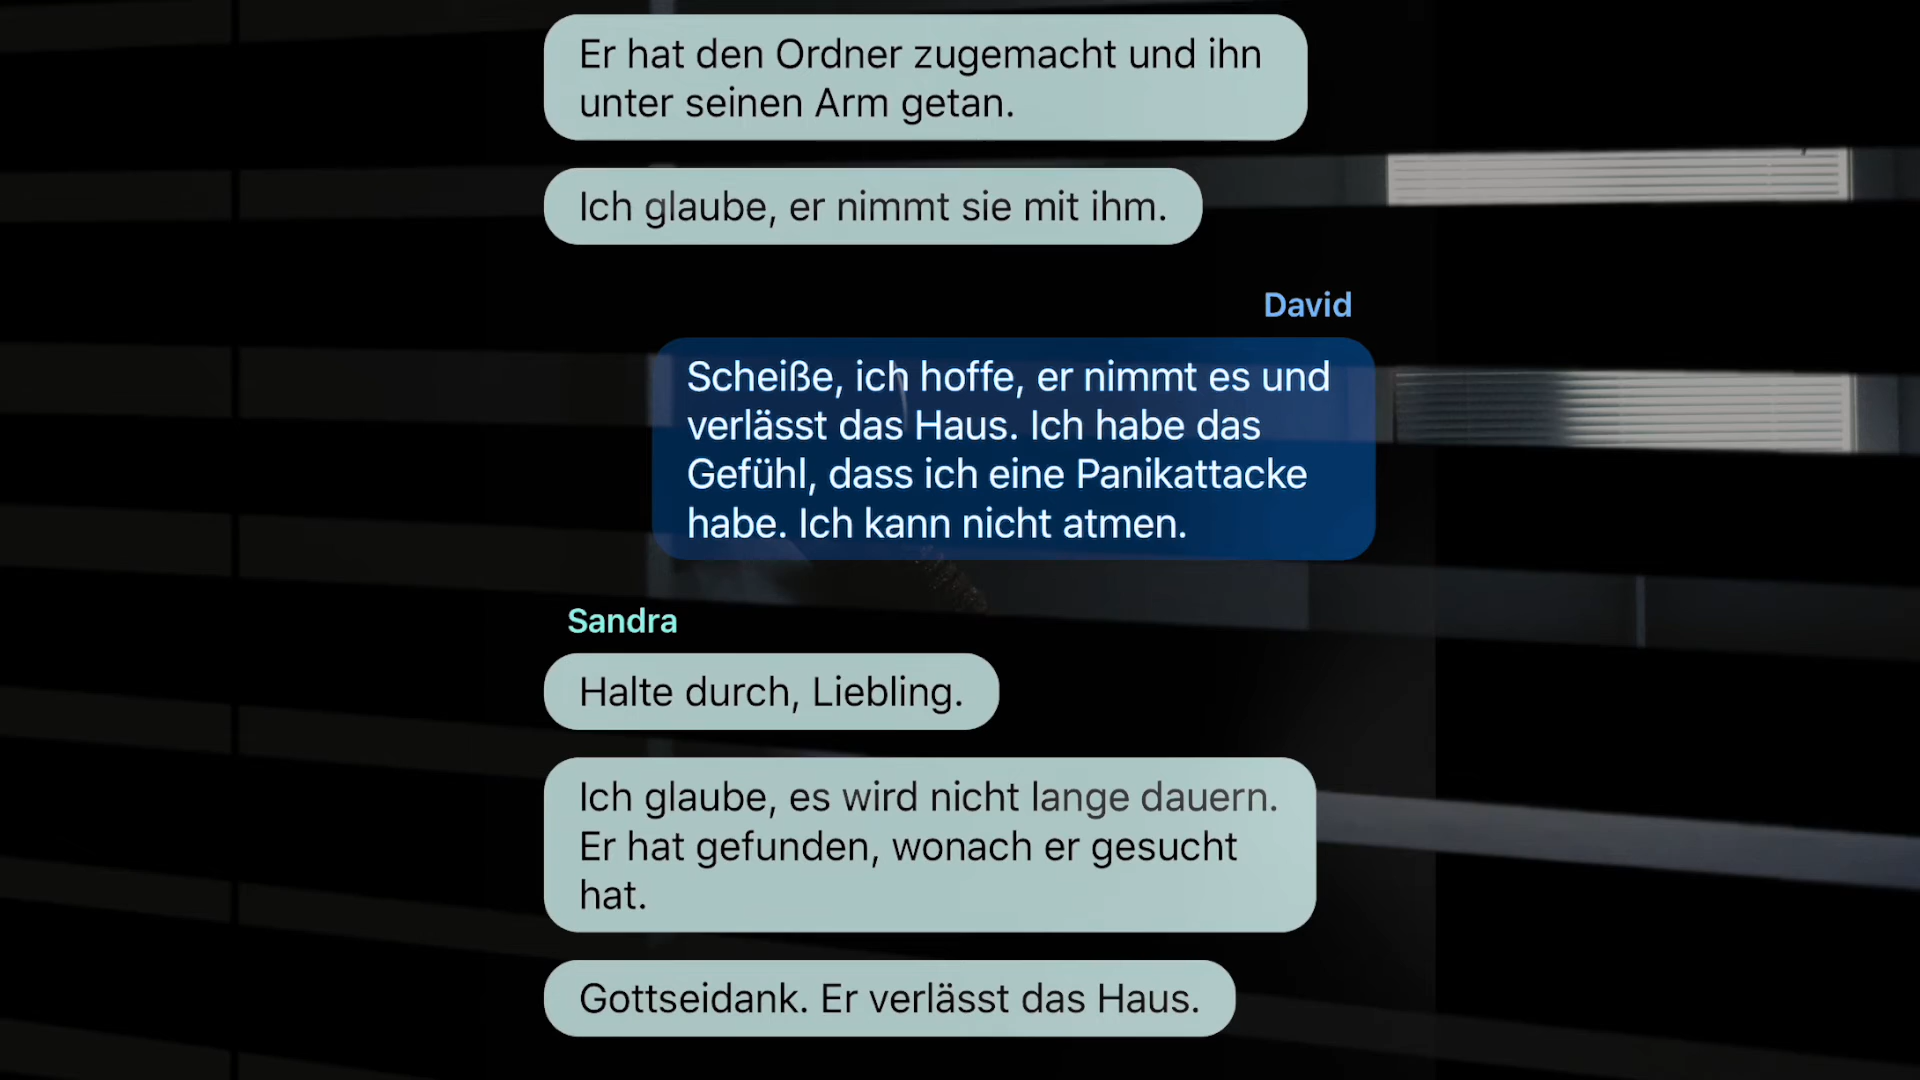 Er hat den Ordner zugemacht und ihn
unter seinen Arm getan.
Ich glaube, er nimmt sie mit ihm.
David
Scheiße, ich hoffe, er nimmt es und
verlässt das Haus. Ich habe das
Gefühl, dass ich eine Panikattacke
habe. Ich kann nicht atmen.
Sandra
Halte durch, Liebling.
Ich glaube, es wird nicht lange dauern.
Er hat gefunden, wonach er gesucht
hat.
Gottseidank. Er verlässt das Haus.